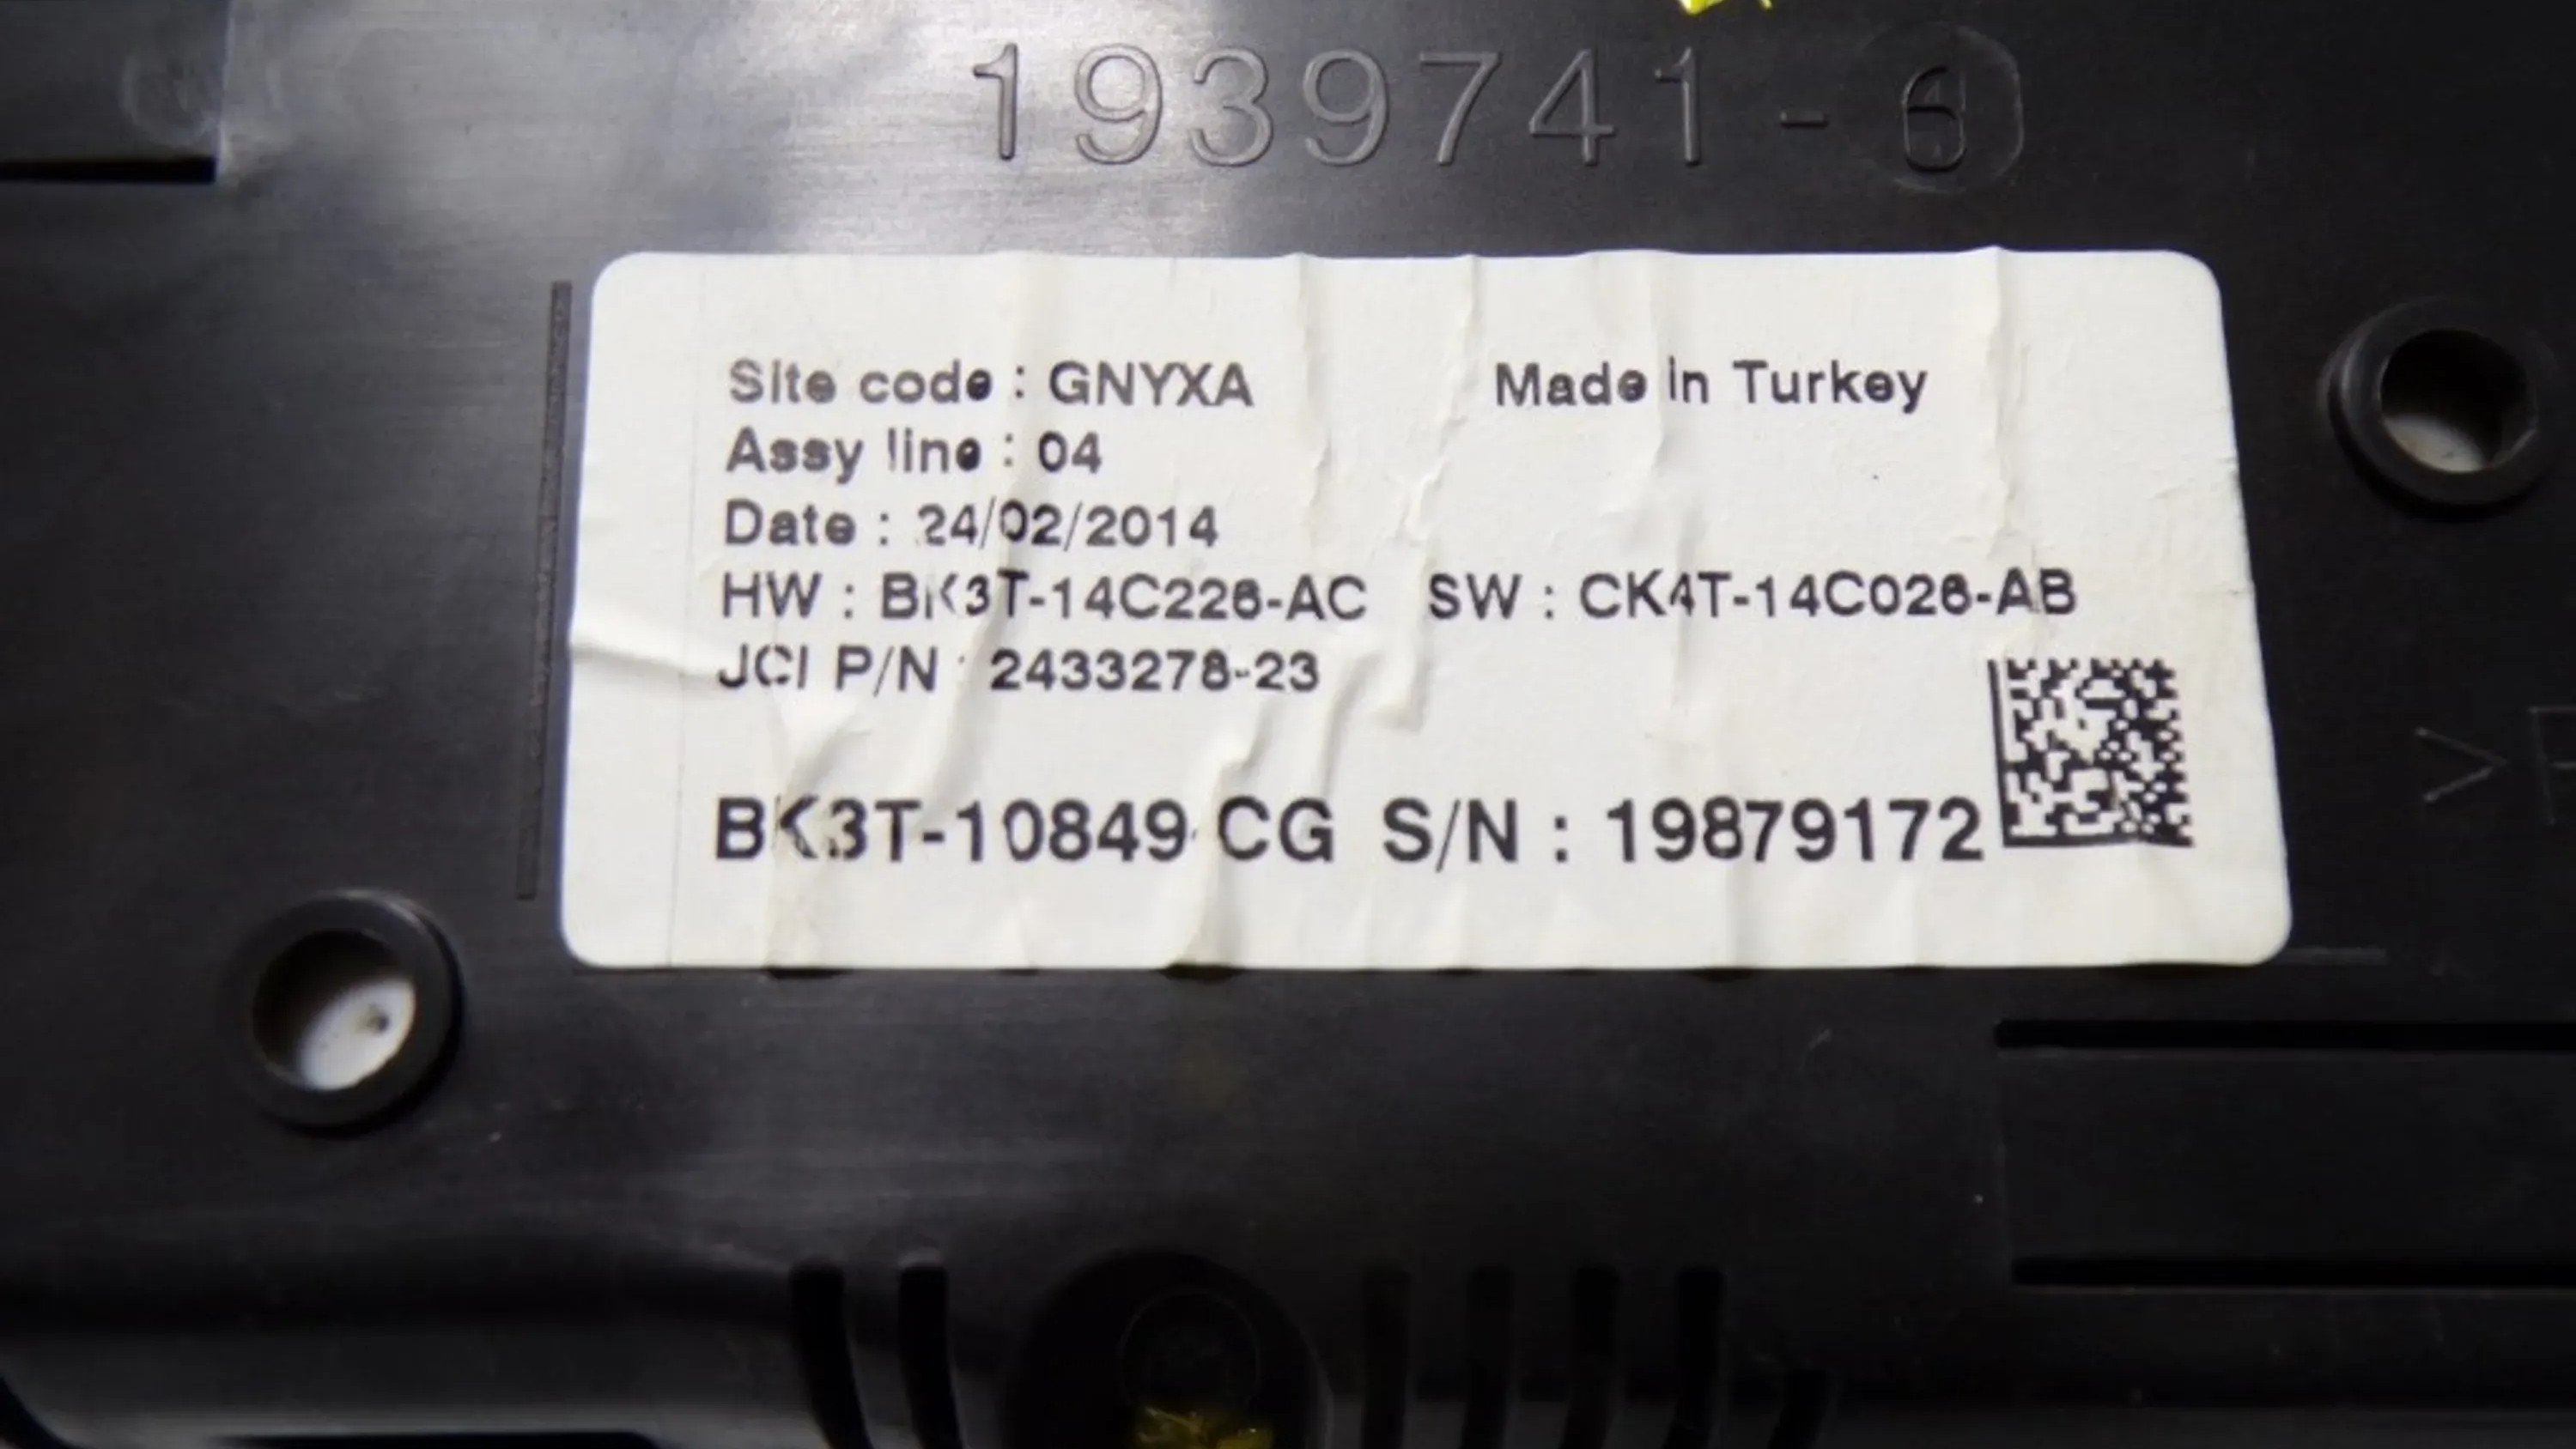 1939741-6
Site code : GNYXA Made in Turkey
Assy line : 04
Date : 24/02/2014
HW : BK3T-14C226-AC SW : CK4T-14C026-AB
JCI P/N : 2433278-23
BK3T-10849-CG S/N : 19879172
>P